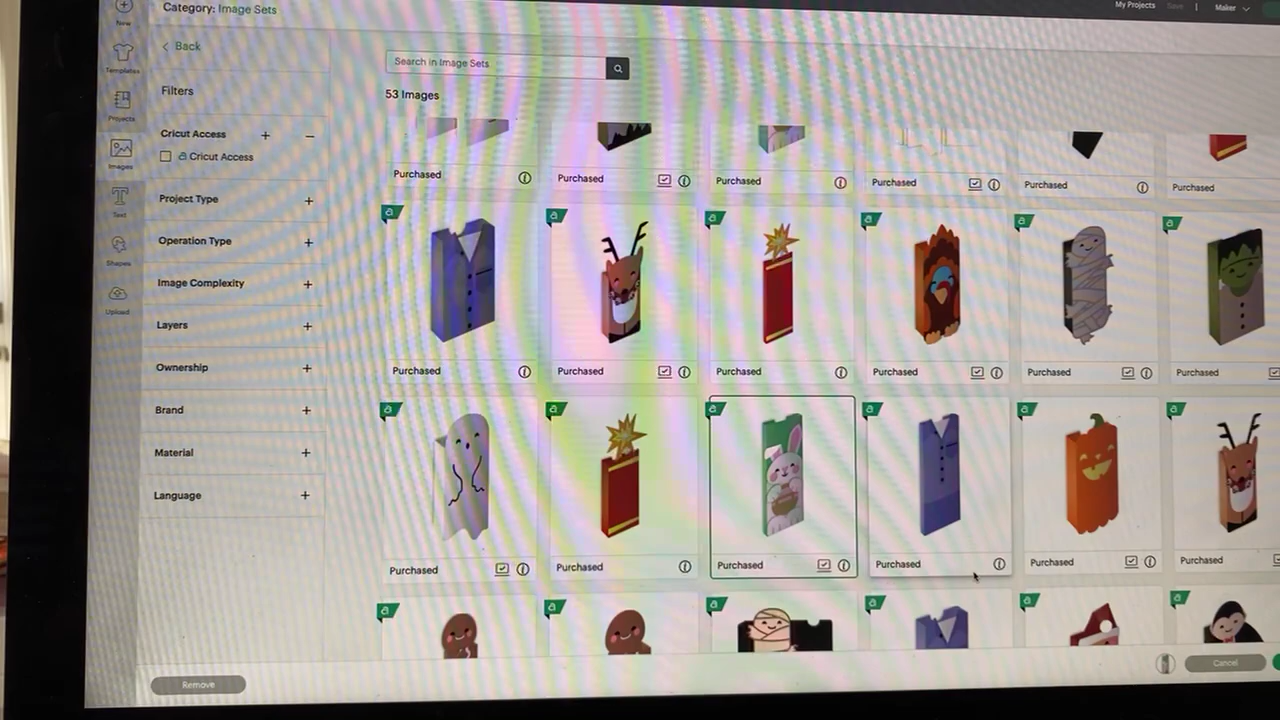 Category: Image Sets
My Projects
Save
Maker
New
Back
Templates
Search in Image Sets
Filters
53 Images
Projects
Cricut Access
Cricut Access
Images
Purchased
Purchased
Purchased
Purchased
Purchased
Purchased
Project Type
Text
Operation Type
Shapes
Image Complexity
Upload
Layers
Ownership
Purchased
Purchased
Purchased
Purchased
Purchased
Purchased
Brand
Material
Language
Purchased
Purchased
Purchased
Purchased
Purchased
Purchased
Remove
Cancel